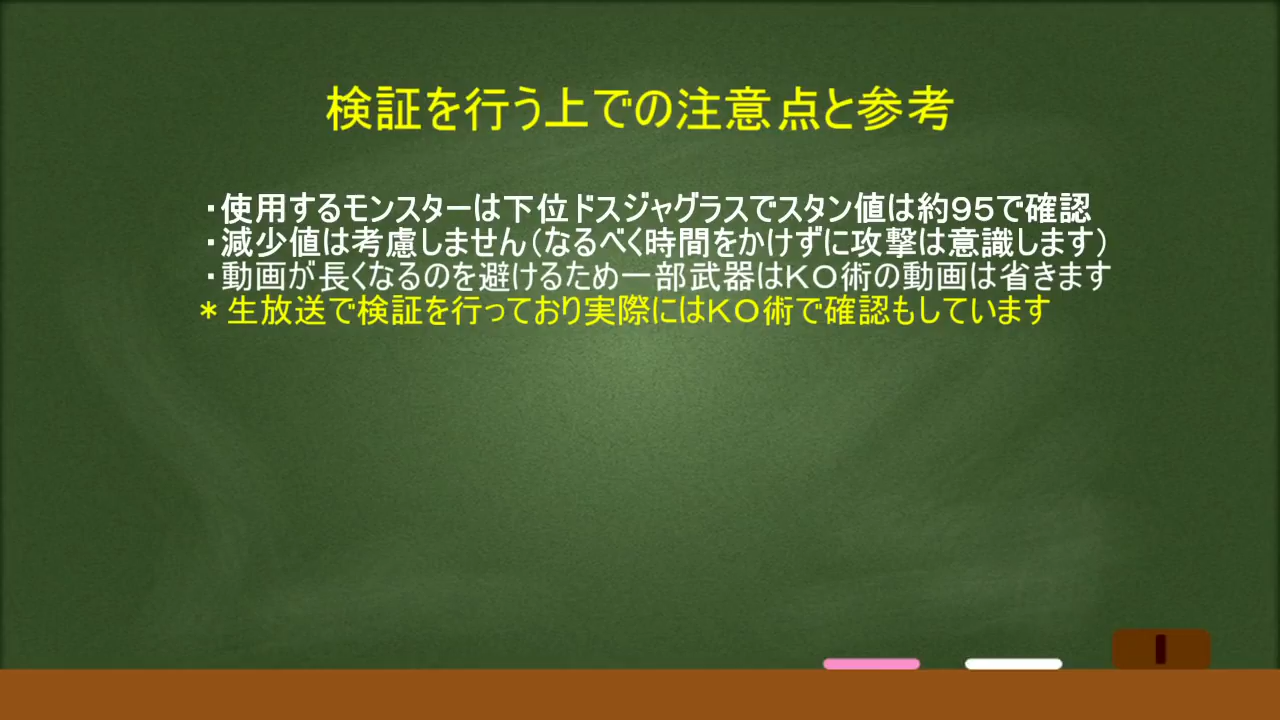 検証を行う上での注意点と参考
・使用するモンスターは下位ドスジャグラスでスタン値は約95で確認
・減少値は考慮しません(なるべく時間をかけずに攻撃は意識します)
・動画が長くなるのを避けるため一部武器はKO術の動画は省きます
*生放送で検証を行っており実際にはKO術で確認もしています